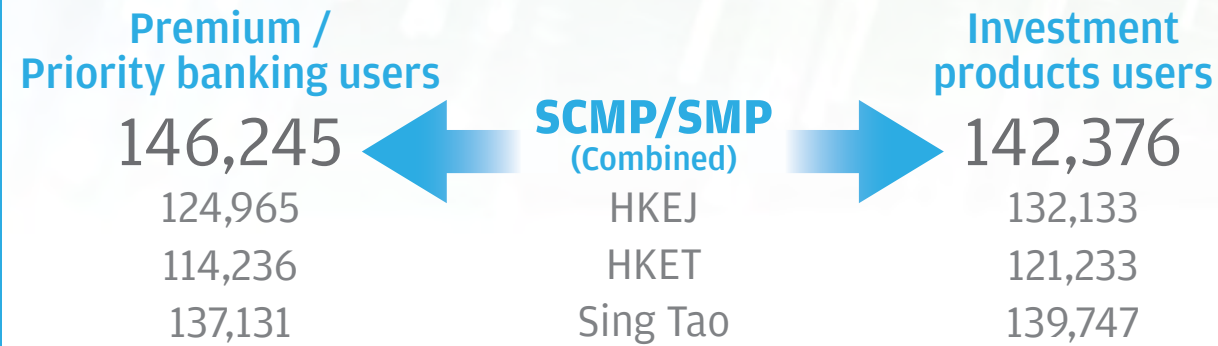 Premium /
Priority banking users
Investment
products users
146,245
SCMP/SMP
(Combined)
142,376
124,965
HKEJ
132,133
114,236
HKET
121,233
137,131
Sing Tao
139,747